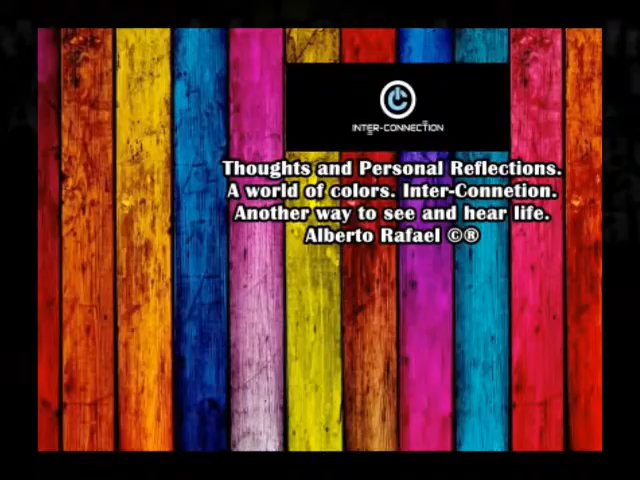 INTER-CONNECTION
Thoughts and Personal Reflections.
A world of colors. Inter-Connetion.
Another way to see and hear life.
Alberto Rafael ©®